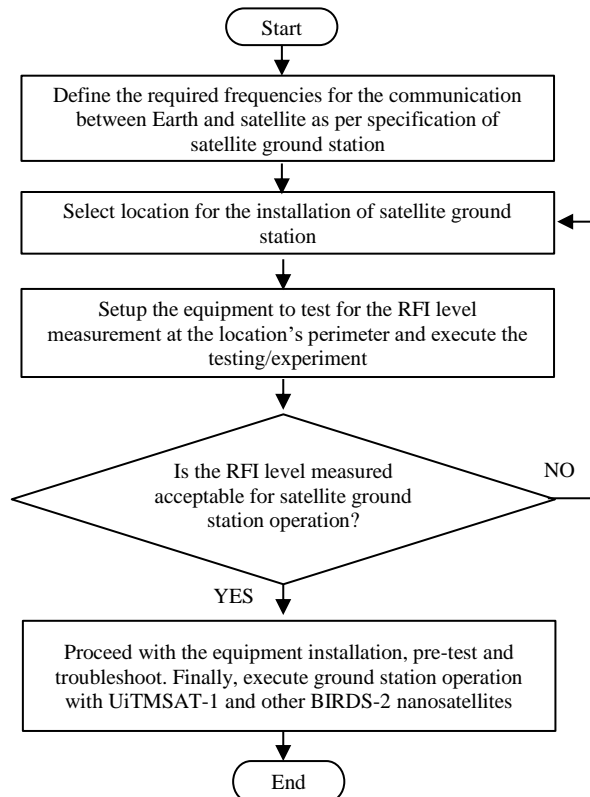 Start
Define the required frequencies for the communication
between Earth and satellite as per specification of
satellite ground station
Select location for the installation of satellite ground
station
Setup the equipment to test for the RFI level
measurement at the location's perimeter and execute the
testing/experiment
Is the RFI level measured
acceptable for satellite ground
station operation?
NO
YES
Proceed with the equipment installation, pre-test and
troubleshoot. Finally, execute ground station operation
with UiTMSAT-1 and other BIRDS-2 nanosatellites
End